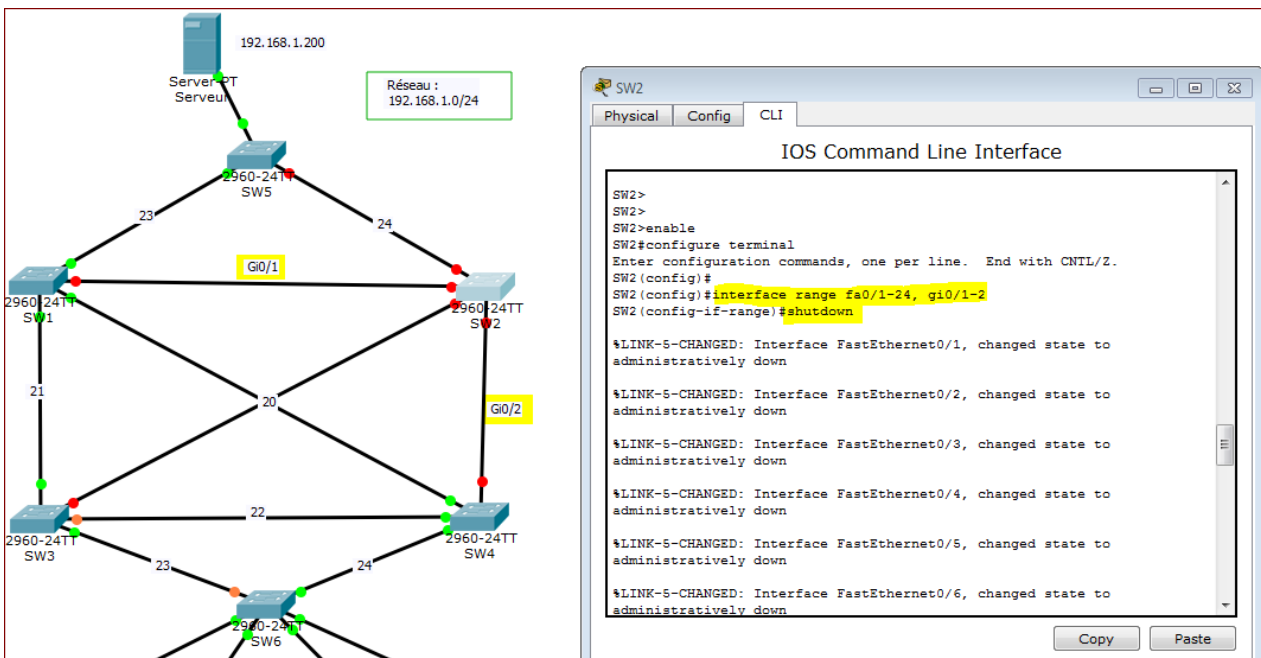 192.168.1.200
Server-PT
Serveur
Réseau :
192.168.1.0/24
2960-24TT
SW5
23
24
Gi0/1
2960-24TT
SW1
2960-24TT
SW2
21
20
Gi0/2
22
2960-24TT
SW3
2960-24TT
SW4
23
24
2960-24TT
SW6
SW2
Physical
Config
CLI
IOS Command Line Interface
SW2>
SW2>
SW2>enable
SW2#configure terminal
Enter configuration commands, one per line.  End with CNTL/Z.
SW2(config)#
SW2(config)#interface range fa0/1-24, gi0/1-2
SW2(config-if-range)#shutdown
%LINK-5-CHANGED: Interface FastEthernet0/1, changed state to
administratively down
%LINK-5-CHANGED: Interface FastEthernet0/2, changed state to
administratively down
%LINK-5-CHANGED: Interface FastEthernet0/3, changed state to
administratively down
%LINK-5-CHANGED: Interface FastEthernet0/4, changed state to
administratively down
%LINK-5-CHANGED: Interface FastEthernet0/5, changed state to
administratively down
%LINK-5-CHANGED: Interface FastEthernet0/6, changed state to
administratively down
Copy
Paste